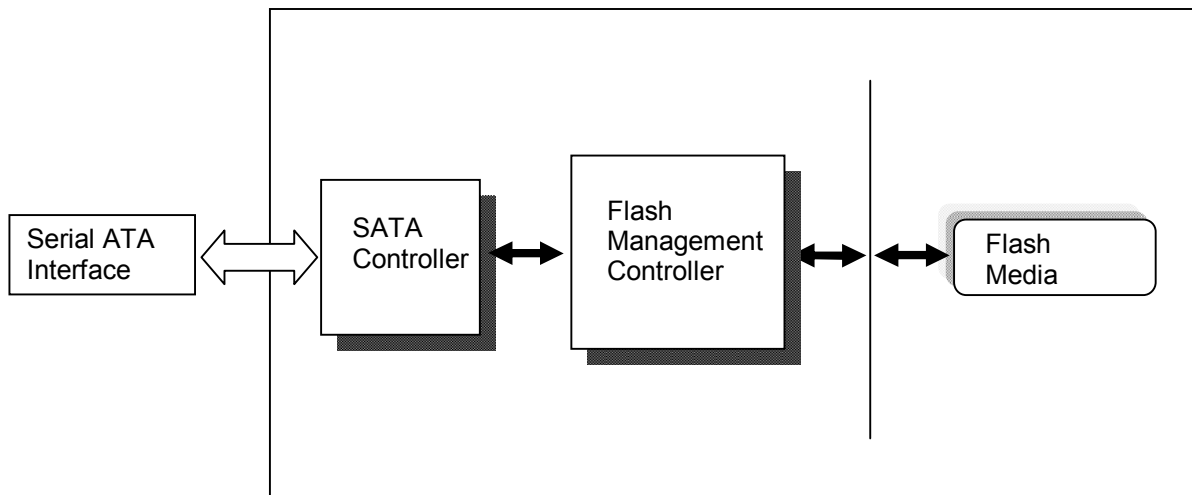 Serial ATA
Interface
SATA
Controller
Flash
Management
Controller
Flash
Media